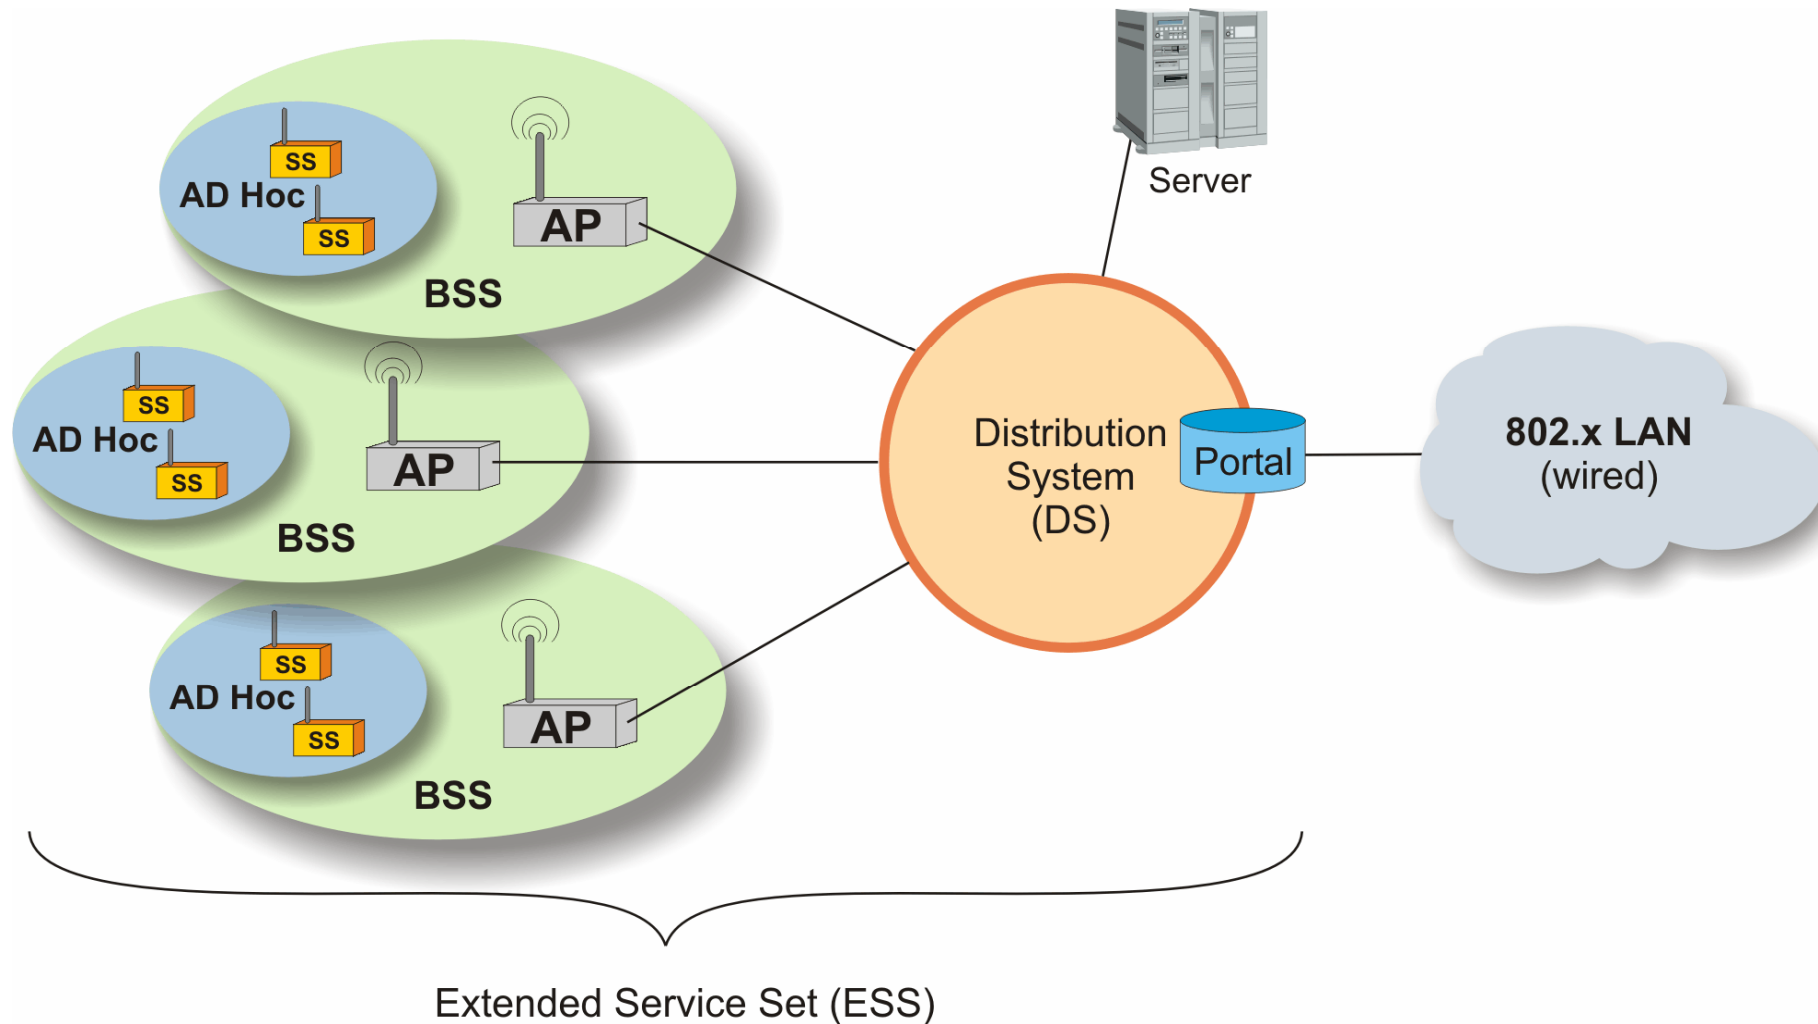 SS
AD Hoc
SS
AP
BSS
SS
AD Hoc
SS
AP
BSS
SS
AD Hoc
SS
AP
BSS
Server
Distribution
System
(DS)
Portal
802.x LAN
(wired)
Extended Service Set (ESS)